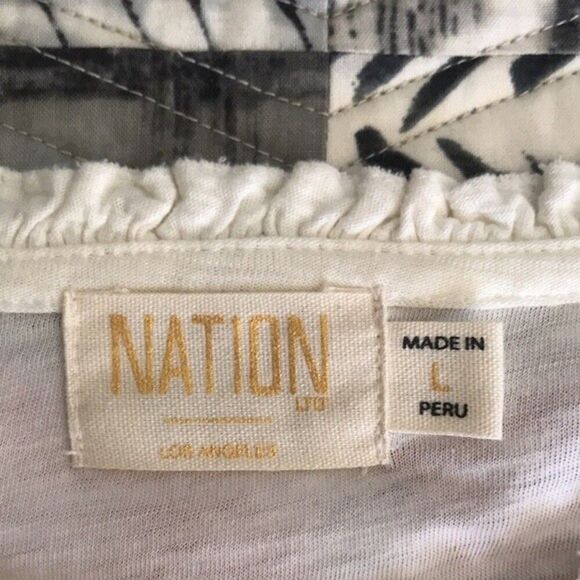 NATION
LTD
LOS ANGELES
MADE IN
L
PERU